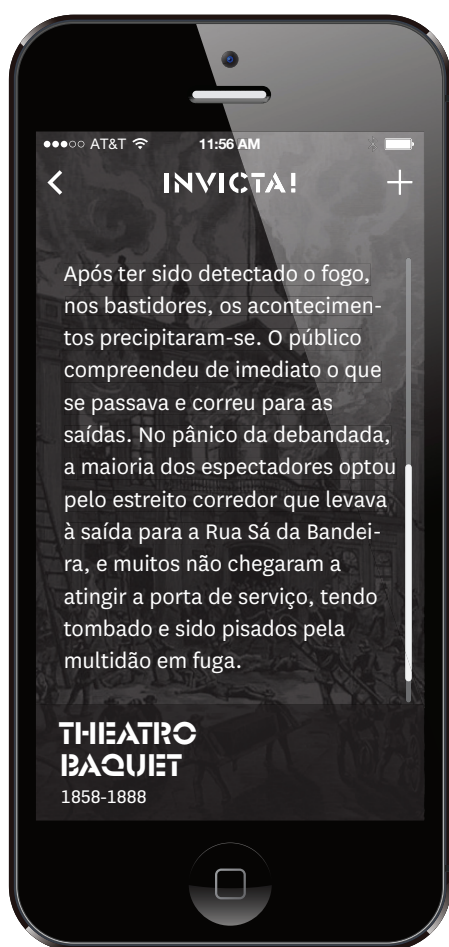 AT&T 11:56 AM
INVICTA!
Após ter sido detectado o fogo,
nos bastidores, os acontecimen-
tos precipitaram-se. O público
compreendeu de imediato o que
se passava e correu para as
saídas. No pânico da debandada,
a maioria dos espectadores optou
pelo estreito corredor que levava
à saída para a Rua Sá da Bandei-
ra, e muitos não chegaram a
atingir a porta de serviço, tendo
tombado e sido pisados pela
multidão em fuga.
THEATRO
BAQUET
1858-1888